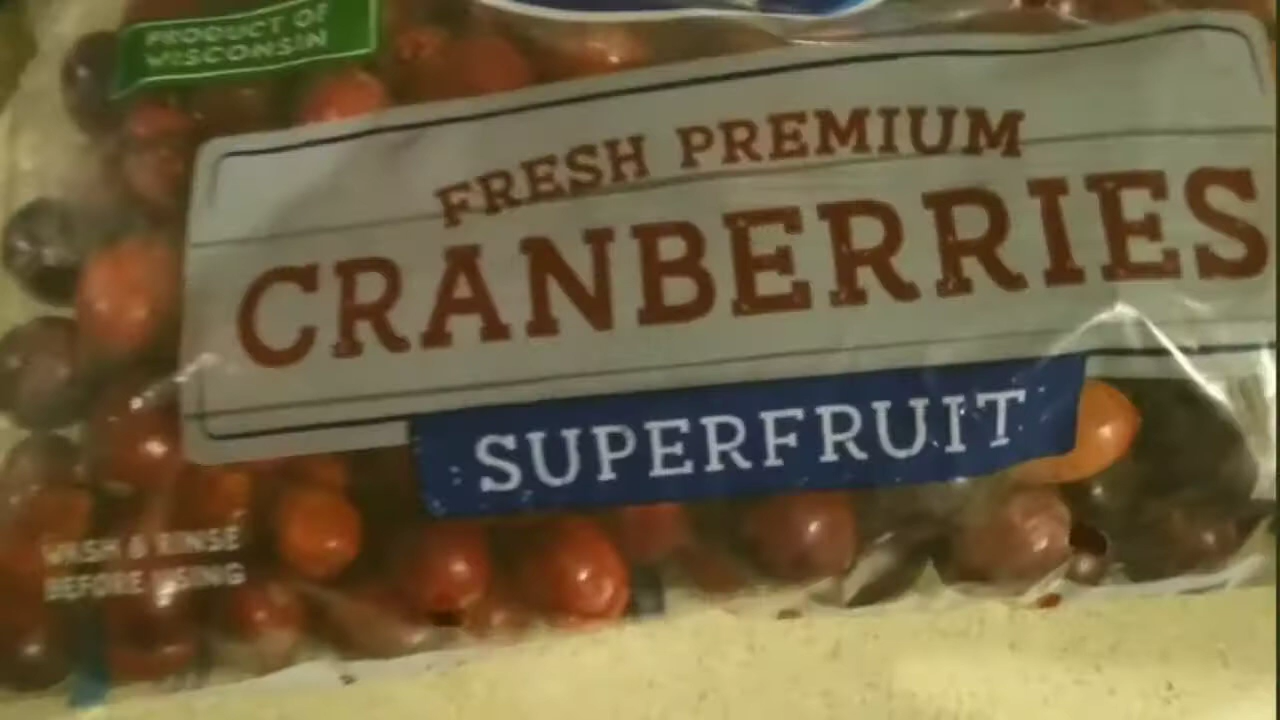 PRODUCT OF
WISCONSIN
FRESH PREMIUM
CRANBERRIES
SUPERFRUIT
WASH & RINSE
BEFORE USING